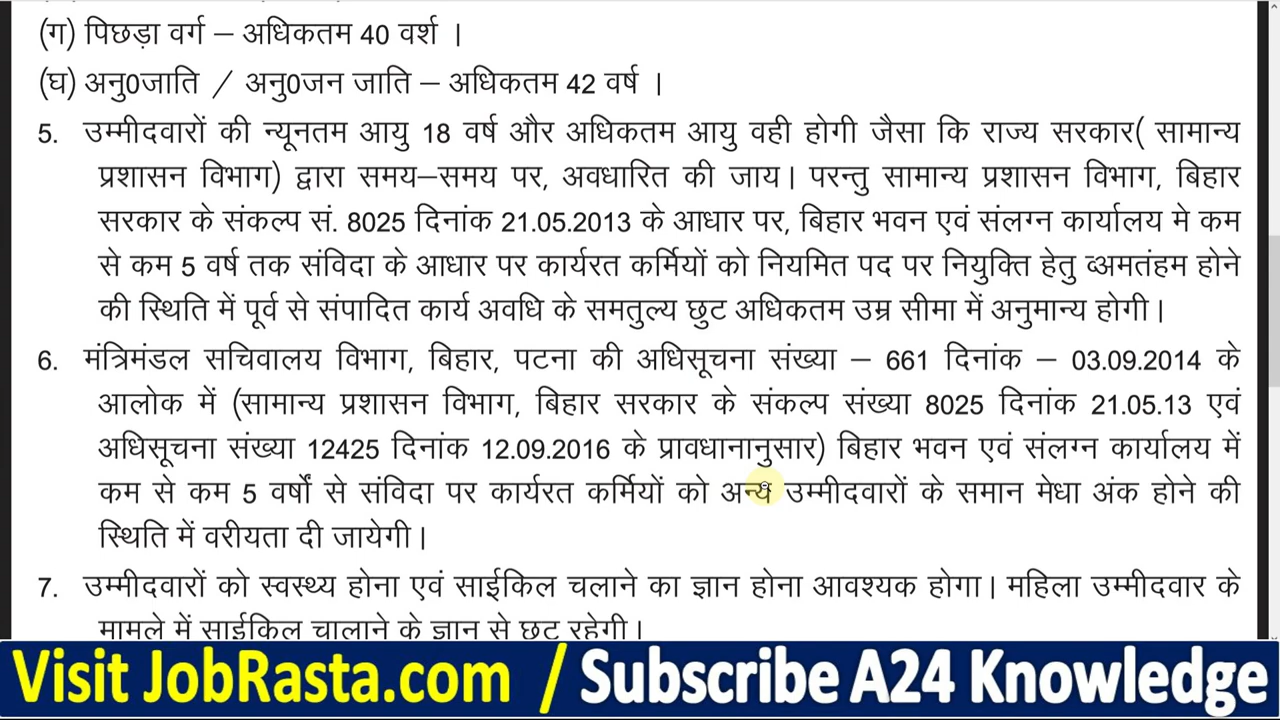 (ग) पिछड़ा वर्ग – अधिकतम 40 वर्श ।
(घ) अनु0जाति / अनु0जन जाति – अधिकतम 42 वर्ष ।
5. उम्मीदवारों की न्यूनतम आयु 18 वर्ष और अधिकतम आयु वही होगी जैसा कि राज्य सरकार( सामान्य
प्रशासन विभाग) द्वारा समय–समय पर, अवधारित की जाय। परन्तु सामान्य प्रशासन विभाग, बिहार
सरकार के संकल्प सं. 8025 दिनांक 21.05.2013 के आधार पर, बिहार भवन एवं संलग्न कार्यालय मे कम
से कम 5 वर्ष तक संविदा के आधार पर कार्यरत कर्मियों को नियमित पद पर नियुक्ति हेतु व्अमतंहम होने
की स्थिति में पूर्व से संपादित कार्य अवधि के समतुल्य छुट अधिकतम उम्र सीमा में अनुमान्य होगी।
6. मंत्रिमंडल सचिवालय विभाग, बिहार, पटना की अधिसूचना संख्या – 661 दिनांक – 03.09.2014 के
आलोक में (सामान्य प्रशासन विभाग, बिहार सरकार के संकल्प संख्या 8025 दिनांक 21.05.13 एवं
अधिसूचना संख्या 12425 दिनांक 12.09.2016 के प्रावधानानुसार) बिहार भवन एवं संलग्न कार्यालय में
कम से कम 5 वर्षों से संविदा पर कार्यरत कर्मियों को अन्य उम्मीदवारों के समान मेधा अंक होने की
स्थिति में वरीयता दी जायेगी।
7. उम्मीदवारों को स्वस्थ्य होना एवं साईकिल चलाने का ज्ञान होना आवश्यक होगा। महिला उम्मीदवार के
मामले में साईकिल चालाने के ज्ञान से छुट रहेगी।
Visit JobRasta.com / Subscribe A24 Knowledge